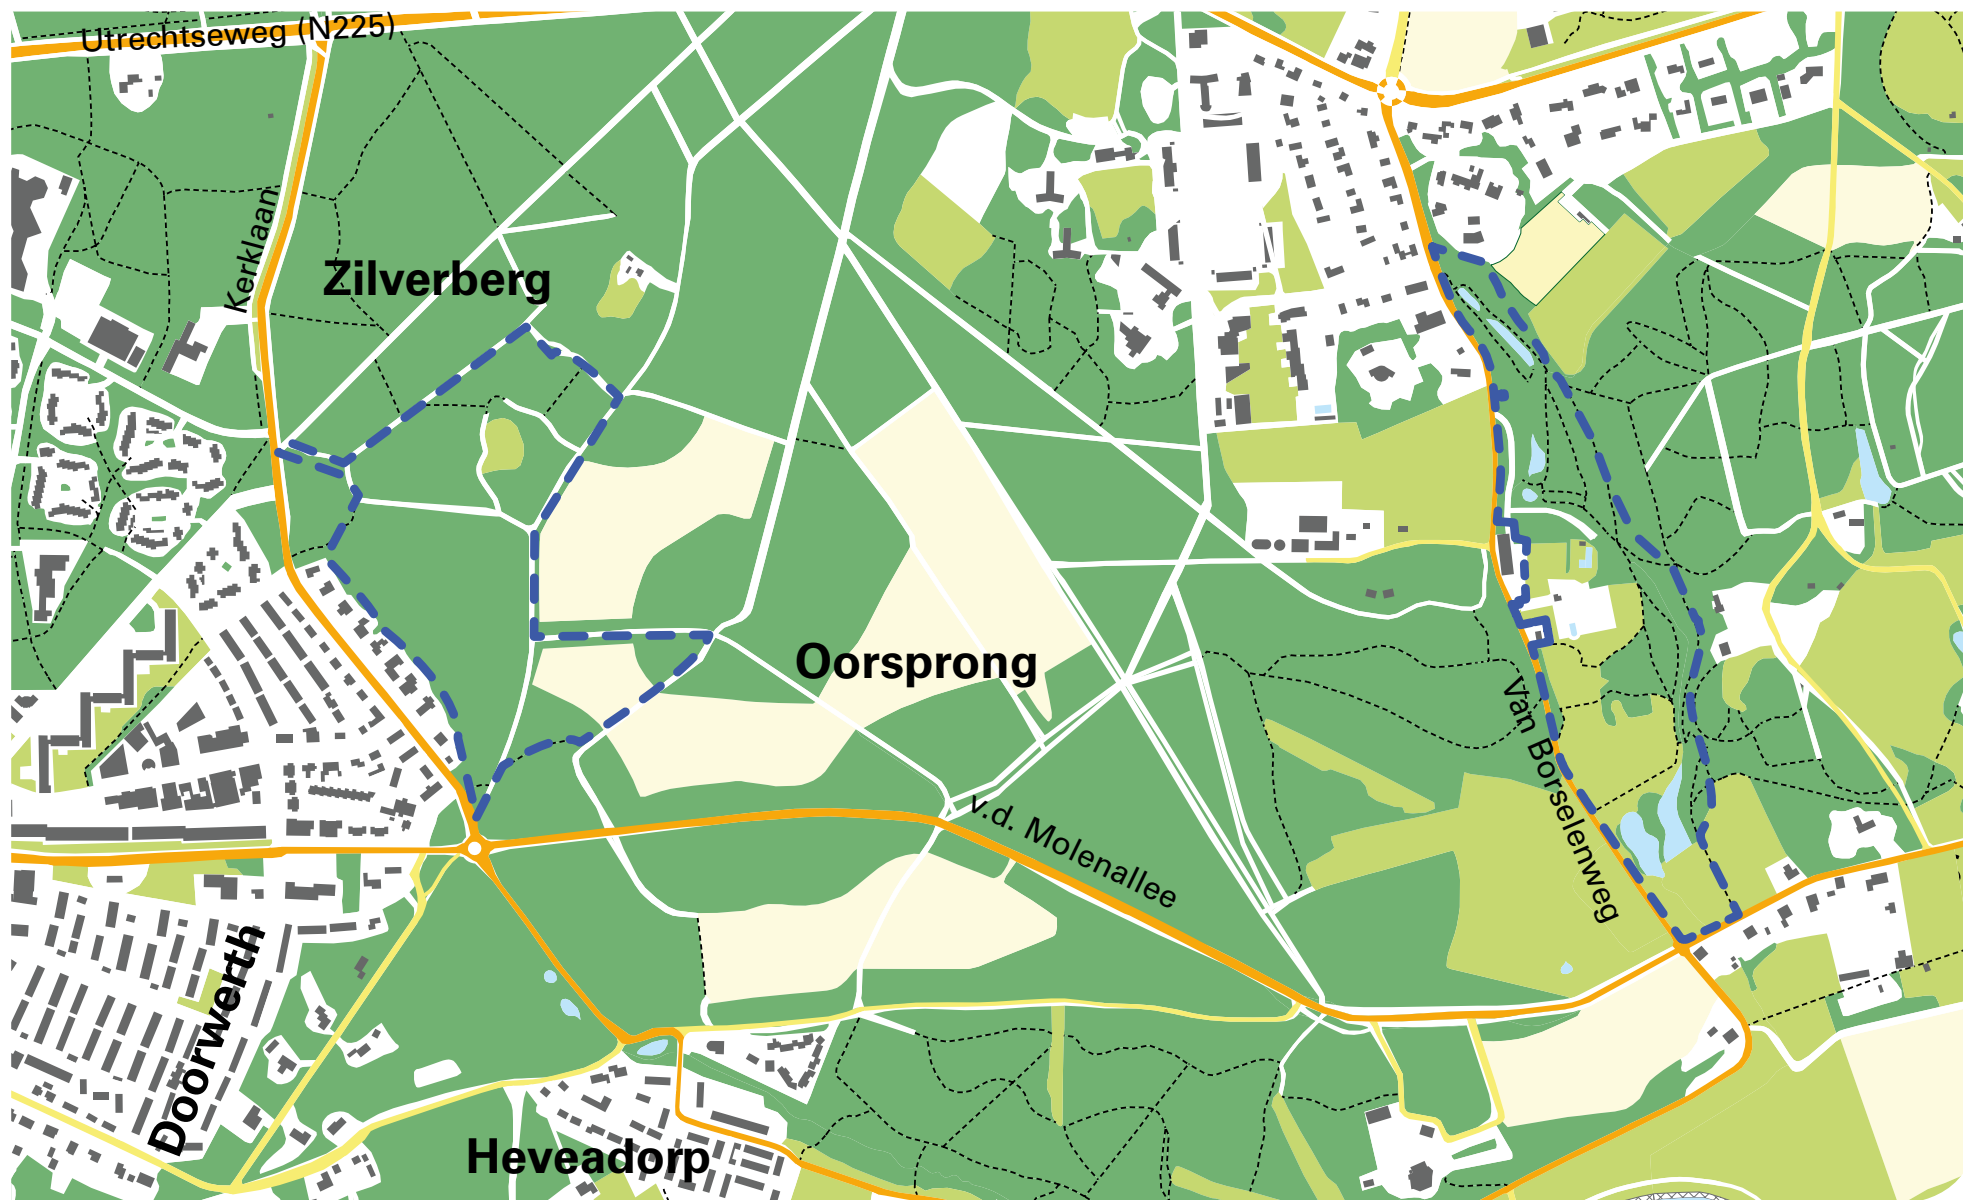 Utrechtseweg (N225)
Kerklaan
Zilverberg
Oorsprong
Van Borselenweg
v.d. Molenallee
Doorwerth
Heveadorp